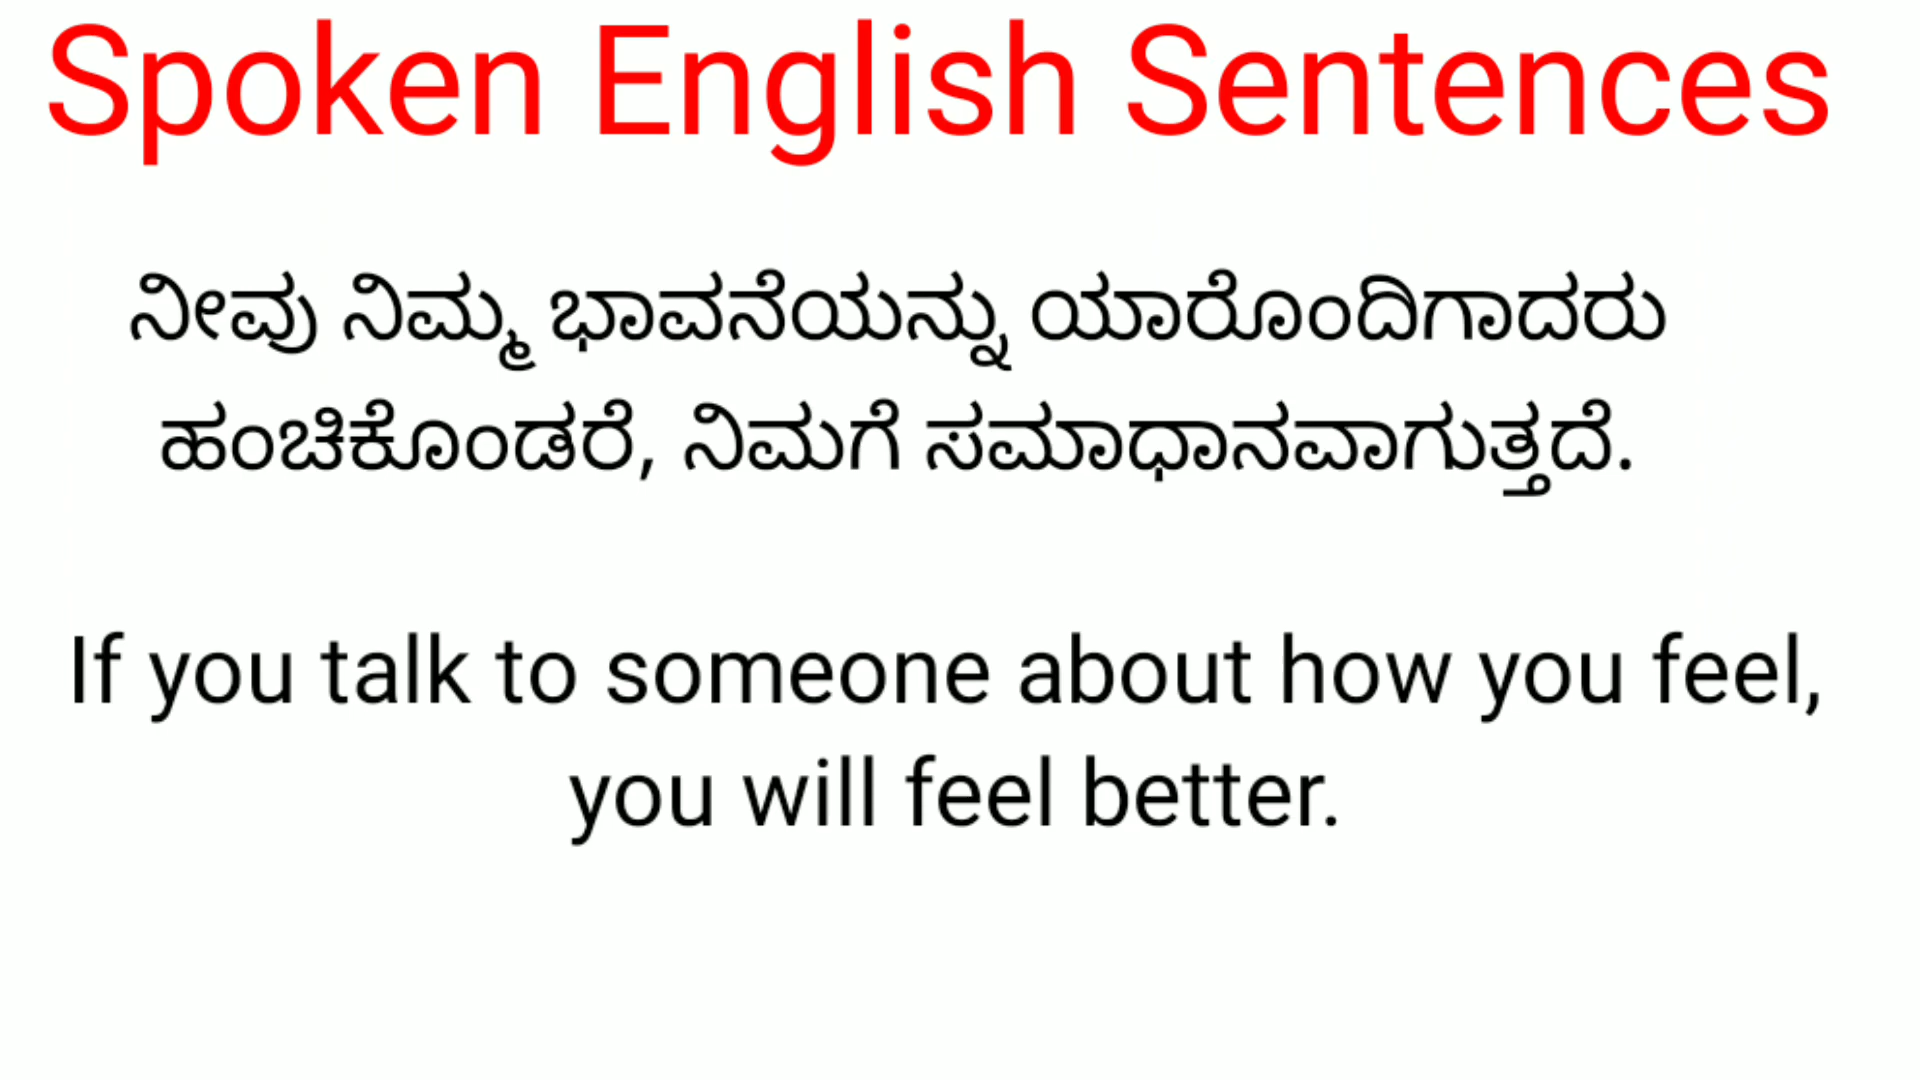 Spoken English Sentences
ನೀವು ನಿಮ್ಮ ಭಾವನೆಯನ್ನು ಯಾರೊಂದಿಗಾದರು
ಹಂಚಿಕೊಂಡರೆ, ನಿಮಗೆ ಸಮಾಧಾನವಾಗುತ್ತದೆ.
If you talk to someone about how you feel,
you will feel better.